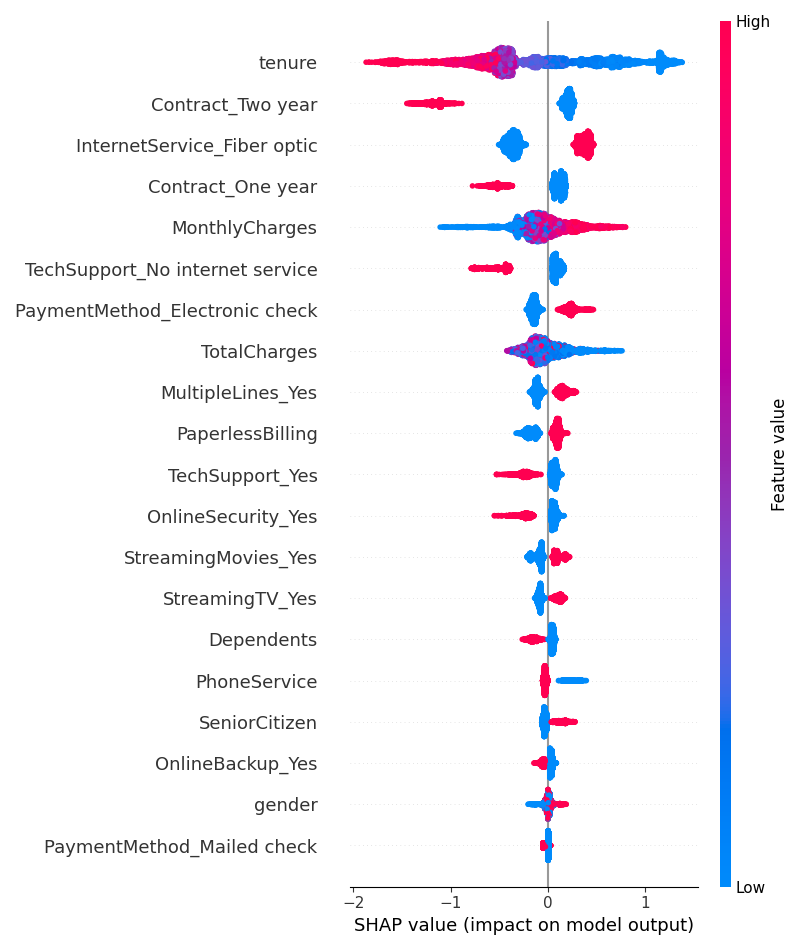 High
tenure
Contract_Two year
InternetService_Fiber optic
Contract_One year
MonthlyCharges
TechSupport_No internet service
PaymentMethod_Electronic check
TotalCharges
MultipleLines_Yes
PaperlessBilling
TechSupport_Yes
OnlineSecurity_Yes
StreamingMovies_Yes
StreamingTV_Yes
Dependents
PhoneService
SeniorCitizen
OnlineBackup_Yes
gender
PaymentMethod_Mailed check
Feature value
Low
−2 −1 0 1
SHAP value (impact on model output)